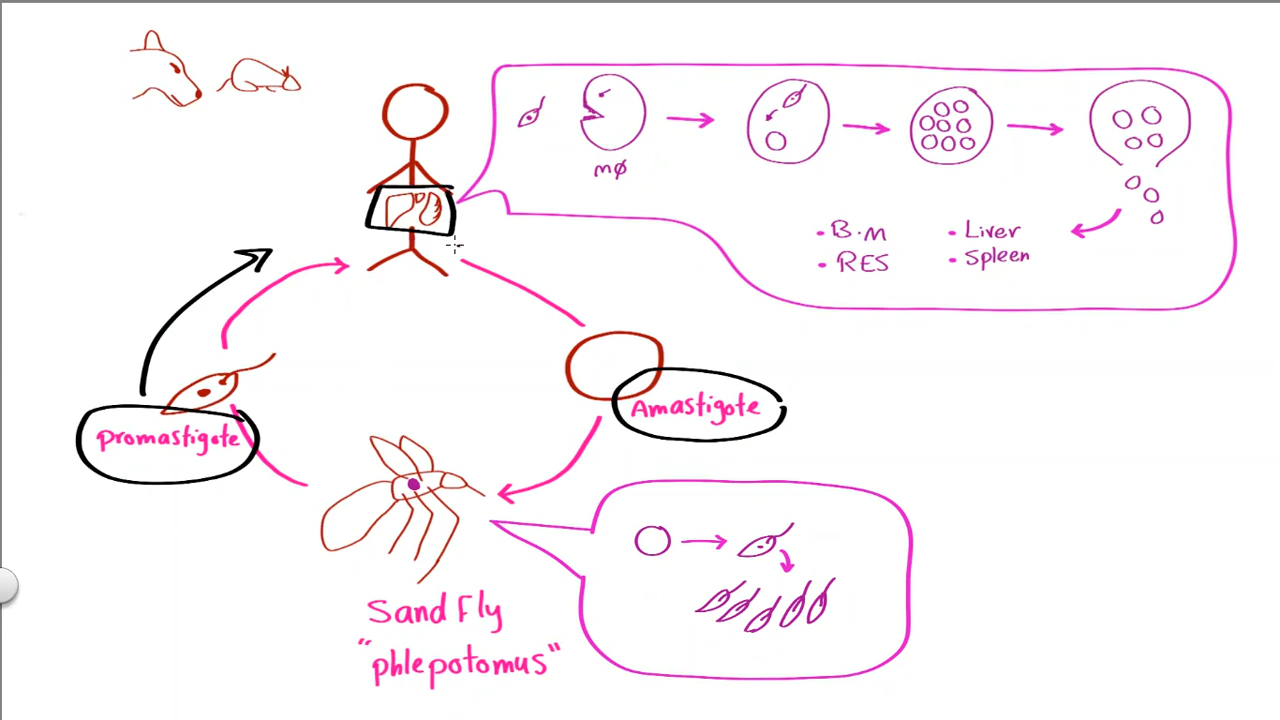 mφ
• B.M
• RES
• Liver
• Spleen
Amastigote
promastigote
Sand Fly
"phlepotomus"